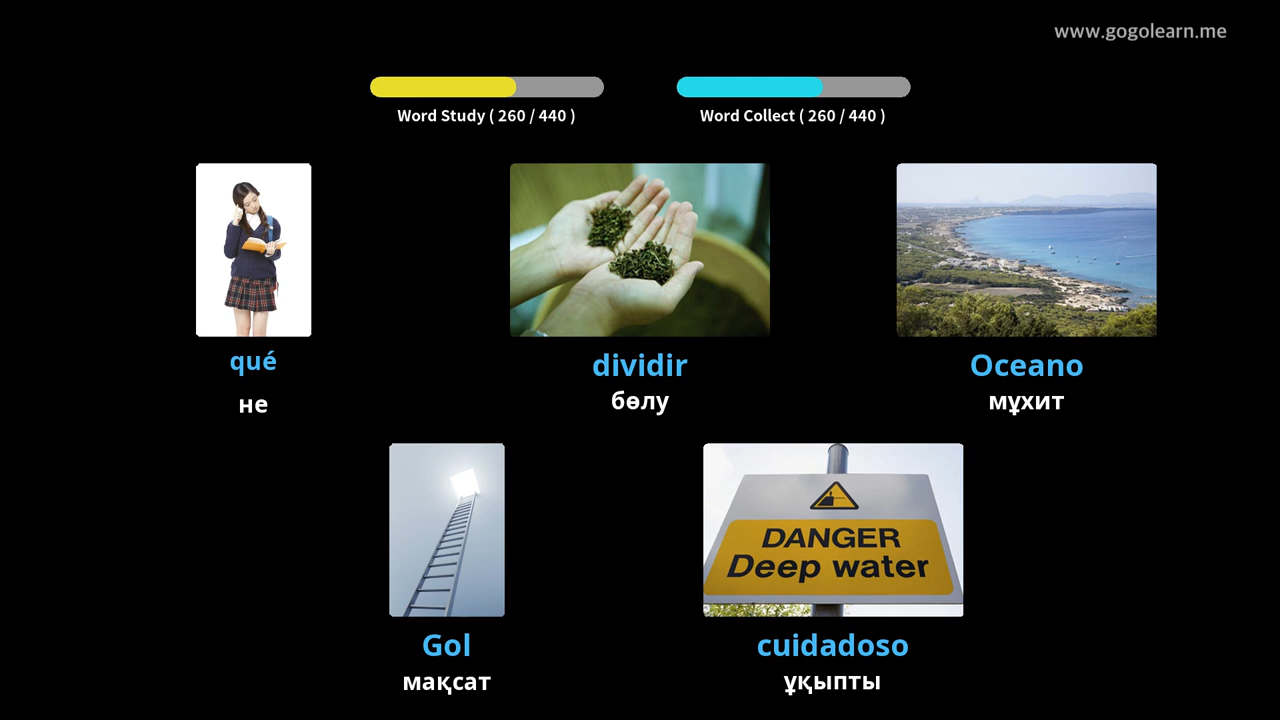 www.gogolearn.me
Word Study ( 260 / 440 )
Word Collect ( 260 / 440 )
qué
не
dividir
бөлу
Oceano
мұхит
Gol
мақсат
DANGER
Deep water
cuidadoso
ұқыпты